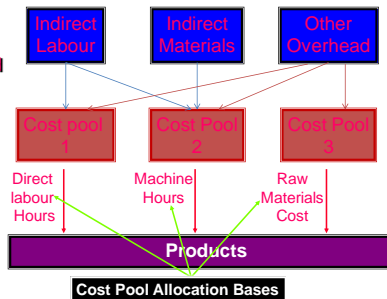 Indirect
Labour
Indirect
Materials
Other
Overhead
Cost pool
1
Cost Pool
2
Cost Pool
3
Direct
labour
Hours
Machine
Hours
Raw
Materials
Cost
Products
Cost Pool Allocation Bases